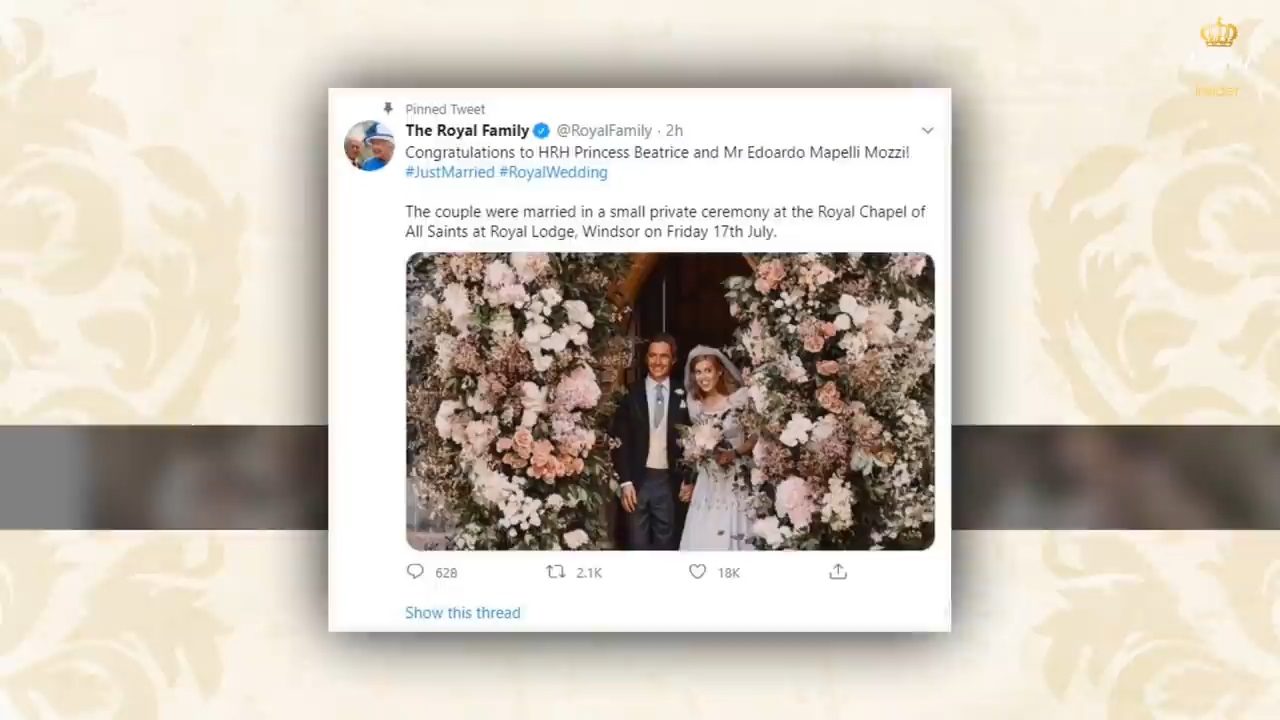 Insider
Pinned Tweet
The Royal Family @RoyalFamily · 2h
Congratulations to HRH Princess Beatrice and Mr Edoardo Mapelli Mozzi!
#JustMarried #RoyalWedding
The couple were married in a small private ceremony at the Royal Chapel of
All Saints at Royal Lodge, Windsor on Friday 17th July.
628 2.1K 18K
Show this thread